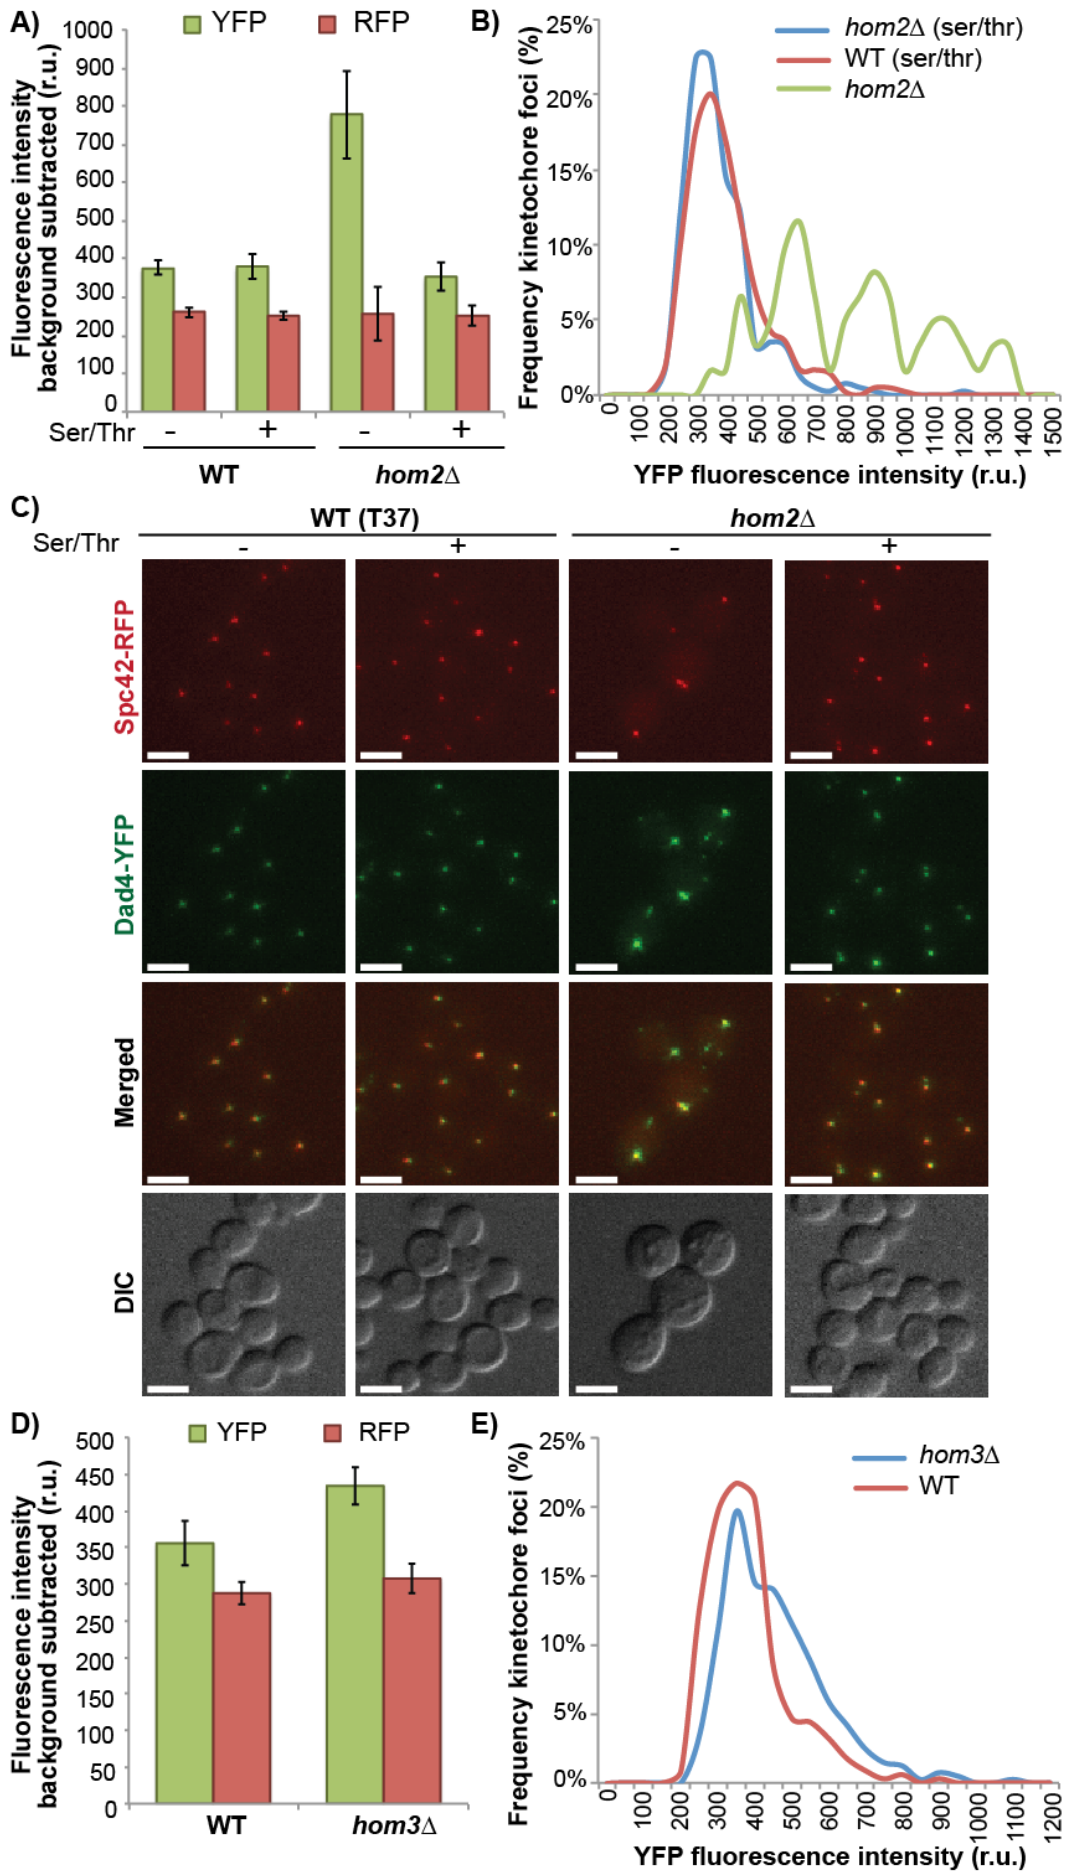 A)
YFP RFP
Fluorescence intensity
background subtracted (r.u.)
1000
900
800
700
600
500
400
300
200
100
0
Ser/Thr - + - +
WT hom2Δ
B)
hom2Δ (ser/thr)
WT (ser/thr)
hom2Δ
Frequency kinetochore foci (%)
25%
20%
15%
10%
5%
0%
0 100 200 300 400 500 600 700 800 900 1000 1100 1200 1300 1400 1500
YFP fluorescence intensity (r.u.)
C)
WT (T37) hom2Δ
Ser/Thr - + - +
Spc42-RFP
Dad4-YFP
Merged
DIC
D)
YFP RFP
Fluorescence intensity
background subtracted (r.u.)
500
450
400
350
300
250
200
150
100
50
0
WT hom3Δ
E)
hom3Δ
WT
Frequency kinetochore foci (%)
25%
20%
15%
10%
5%
0%
0 100 200 300 400 500 600 700 800 900 1000 1100 1200
YFP fluorescence intensity (r.u.)